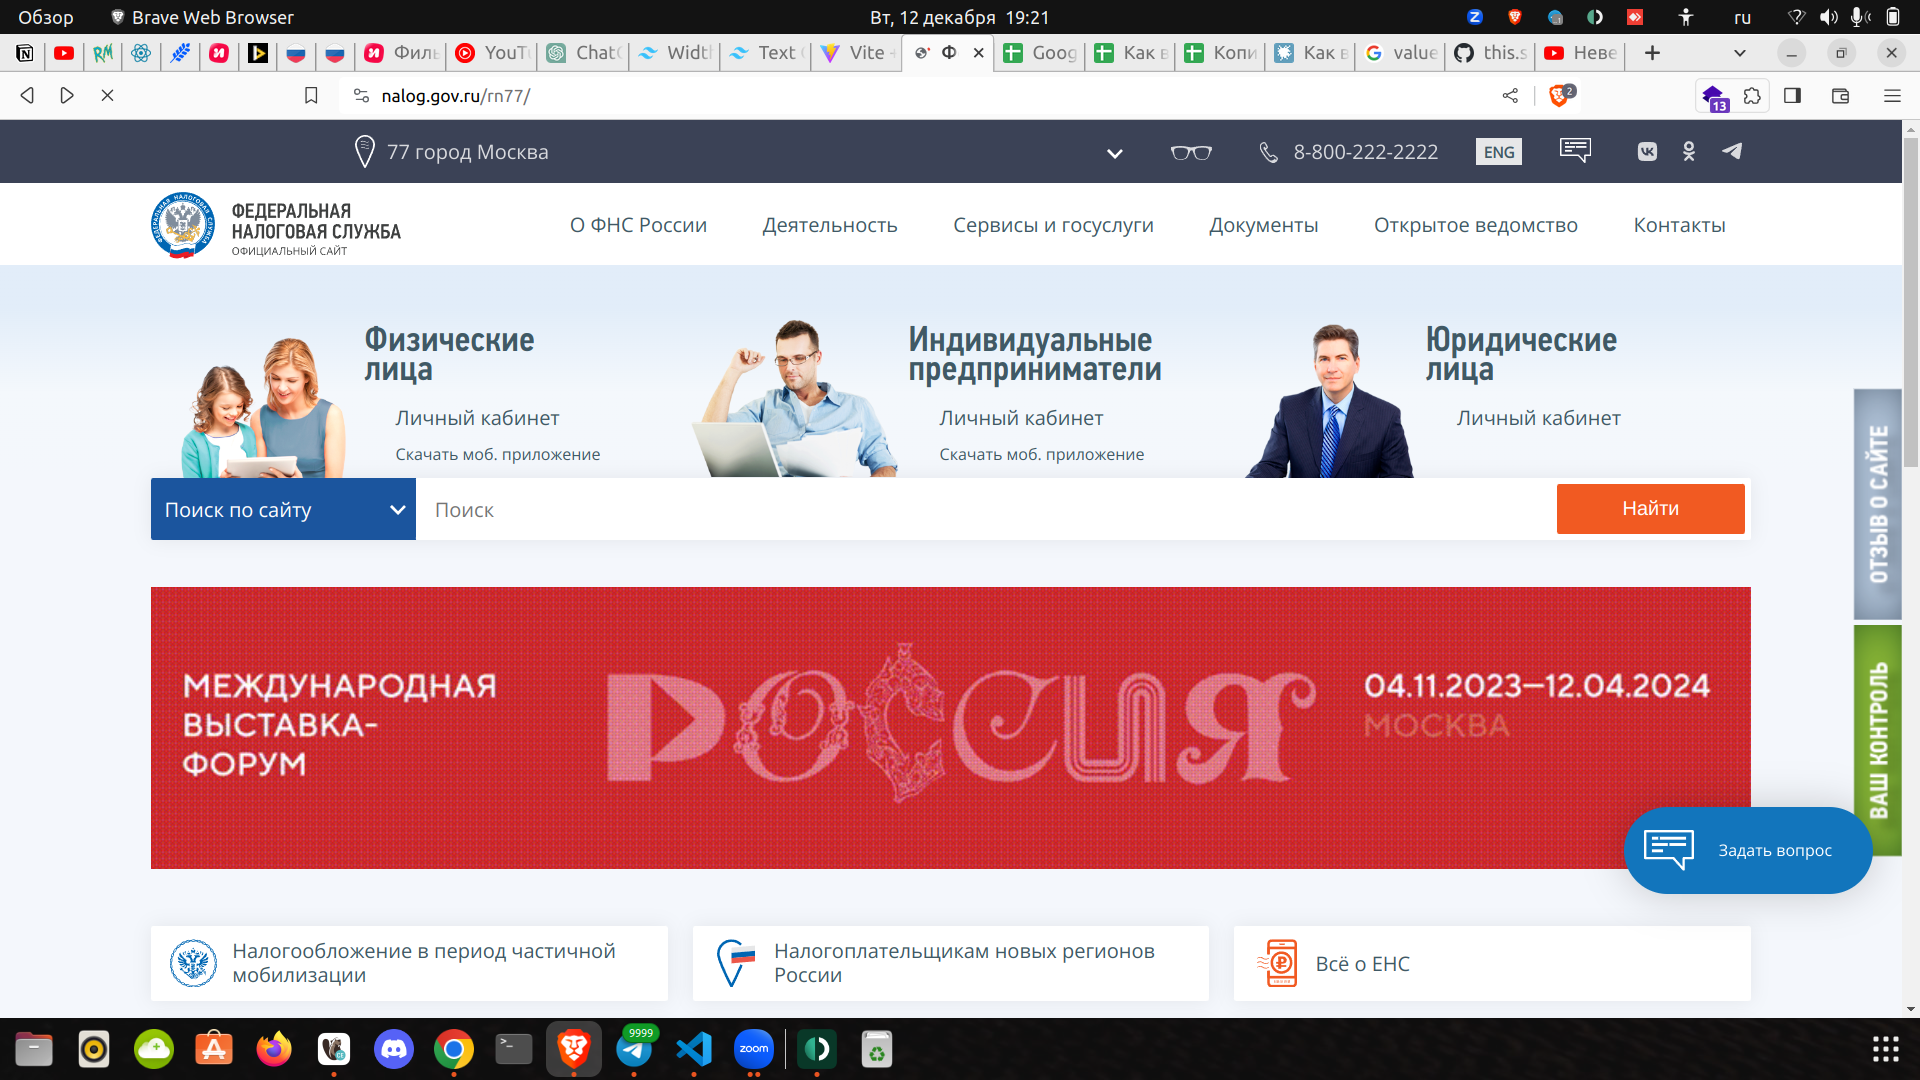 Обзор
Brave Web Browser
Вт, 12 декабря 19:21
ru
Филь
YouTu
ChatG
Width
Text
Vite
Ф
Goog
Как в
Копи
Как в
value
this.s
Неве
nalog.gov.ru/rn77/
2
13
77 город Москва
8-800-222-2222
ENG
ФЕДЕРАЛЬНАЯ
НАЛОГОВАЯ СЛУЖБА
ОФИЦИАЛЬНЫЙ САЙТ
О ФНС России
Деятельность
Сервисы и госуслуги
Документы
Открытое ведомство
Контакты
Физические
лица
Личный кабинет
Скачать моб. приложение
Индивидуальные
предприниматели
Личный кабинет
Скачать моб. приложение
Юридические
лица
Личный кабинет
Поиск по сайту
Поиск
Найти
ОТЗЫВ О САЙТЕ
ВАШ КОНТРОЛЬ
МЕЖДУНАРОДНАЯ
ВЫСТАВКА-
ФОРУМ
РОССИЯ
04.11.2023—12.04.2024
МОСКВА
Задать вопрос
Налогообложение в период частичной
мобилизации
Налогоплательщикам новых регионов
России
Всё о ЕНС
9999
zoom